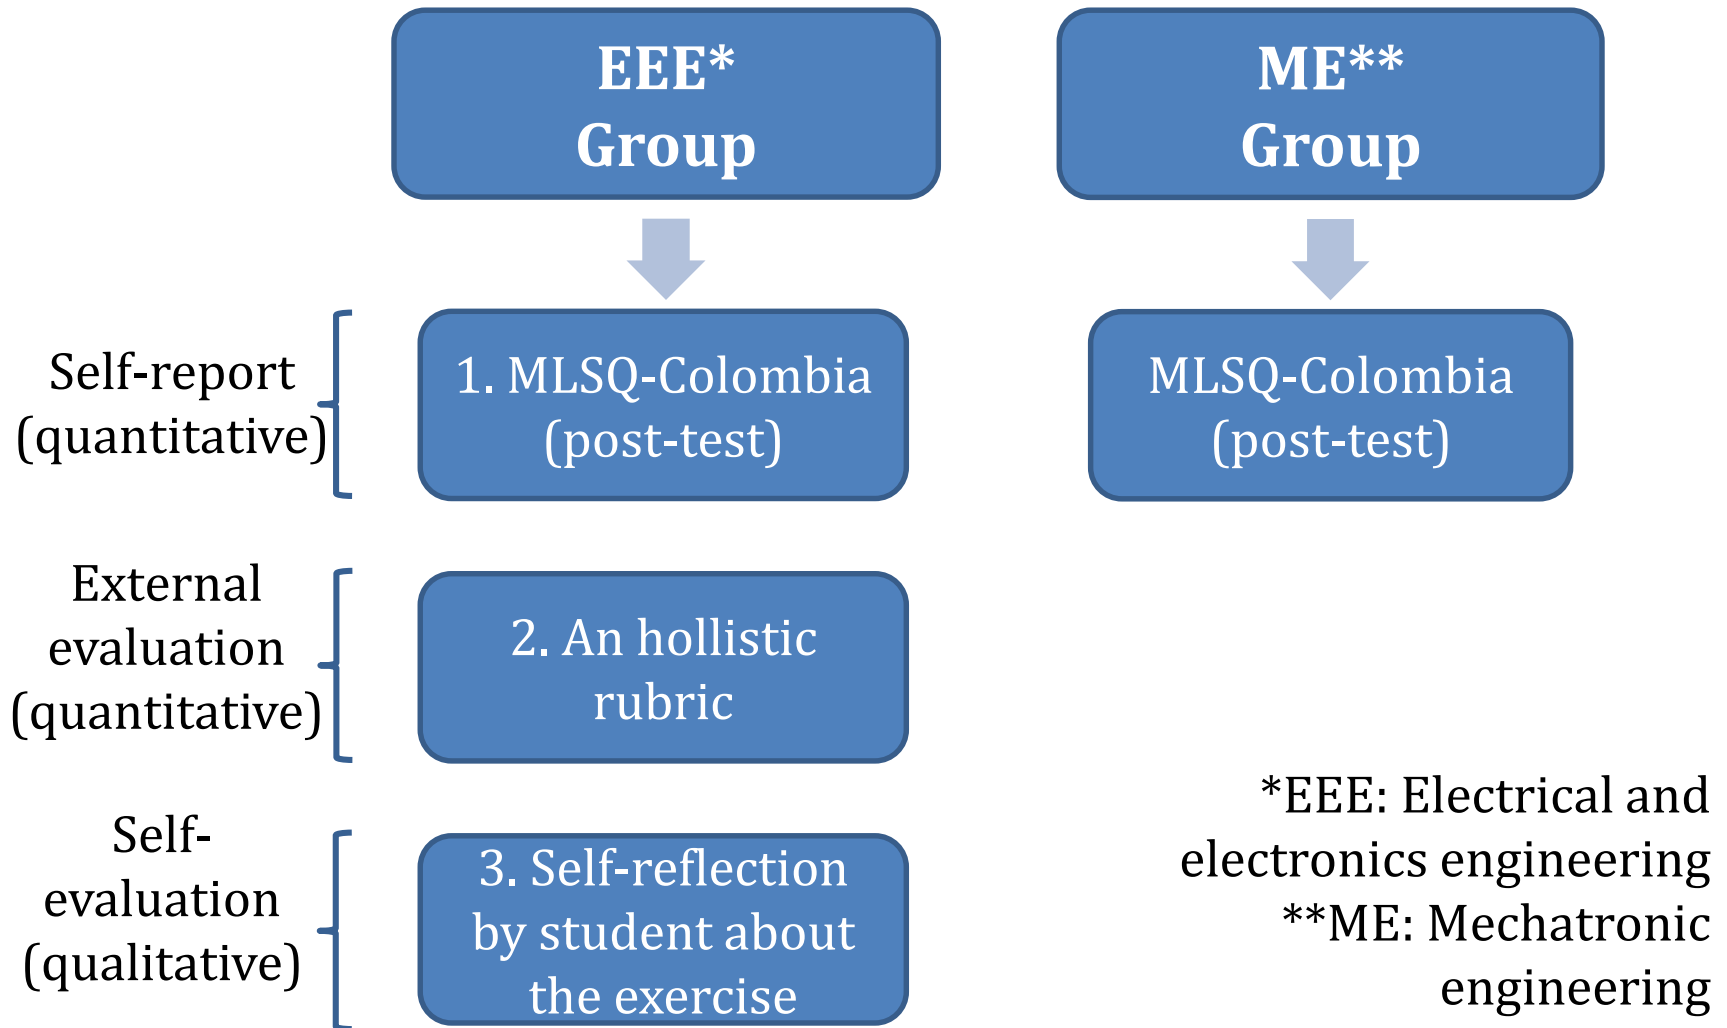 EEE*
Group
ME**
Group
Self-report
(quantitative)
1. MLSQ-Colombia
(post-test)
MLSQ-Colombia
(post-test)
External
evaluation
(quantitative)
2. An hollistic
rubric
Self-
evaluation
(qualitative)
3. Self-reflection
by student about
the exercise
*EEE: Electrical and
electronics engineering
**ME: Mechatronic
engineering